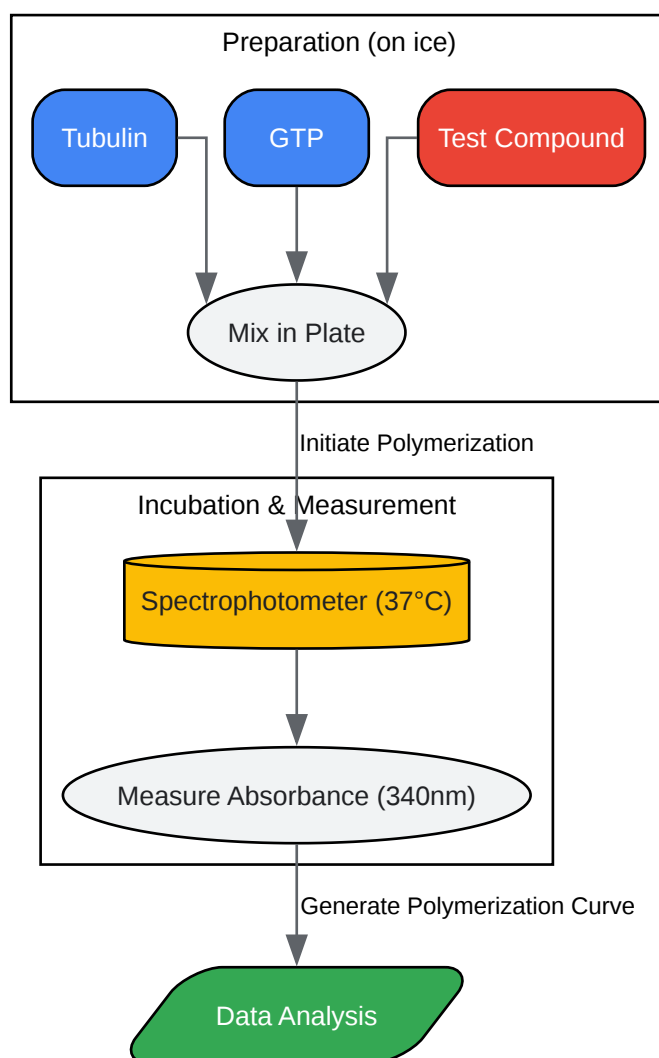 Preparation (on ice)
Tubulin
GTP
Test Compound
Mix in Plate
Initiate Polymerization
Incubation & Measurement
Spectrophotometer (37°C)
Measure Absorbance (340nm)
Generate Polymerization Curve
Data Analysis